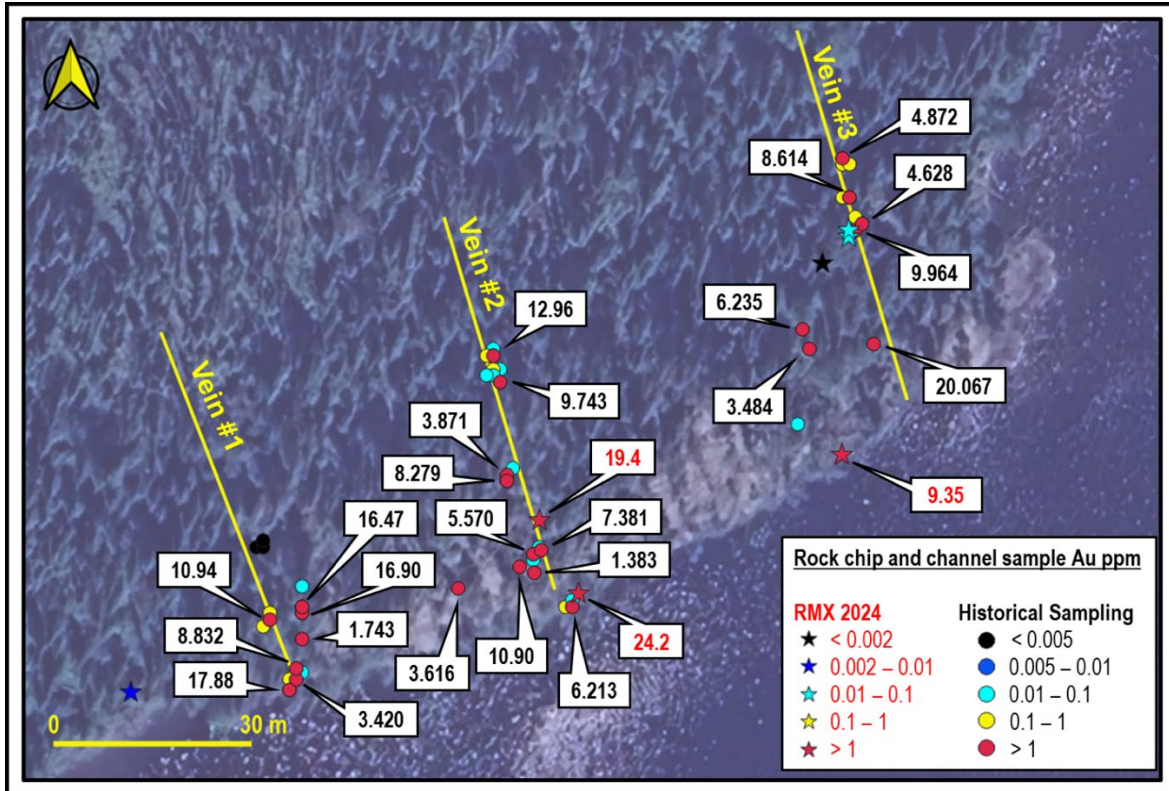 Vein #3
4.872
8.614
4.628
9.964
Vein #2
6.235
12.96
20.067
3.484
9.743
Vein #1
3.871
19.4
8.279
9.35
16.47
5.570
7.381
10.94
16.90
1.383
8.832
1.743
3.616
10.90
24.2
17.88
3.420
6.213
0 30 m
Rock chip and channel sample Au ppm
RMX 2024 Historical Sampling
< 0.002 < 0.005
0.002 – 0.01 0.005 – 0.01
0.01 – 0.1 0.01 – 0.1
0.1 – 1 0.1 – 1
> 1 > 1